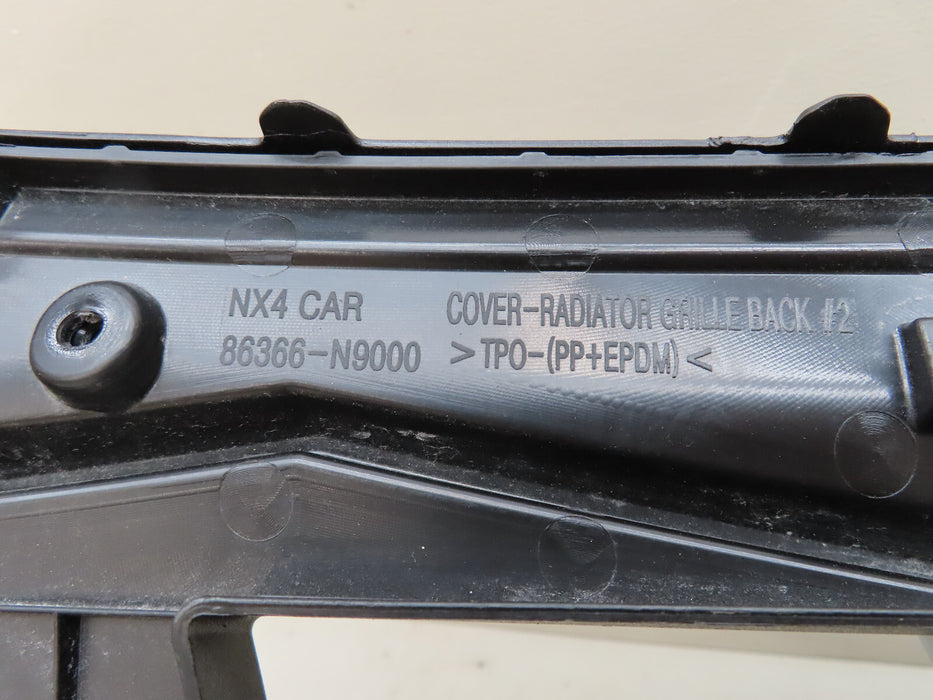 NX4 CAR
86366-N9000
COVER-RADIATOR GRILLE BACK #2
>TPO-(PP+EPDM)<